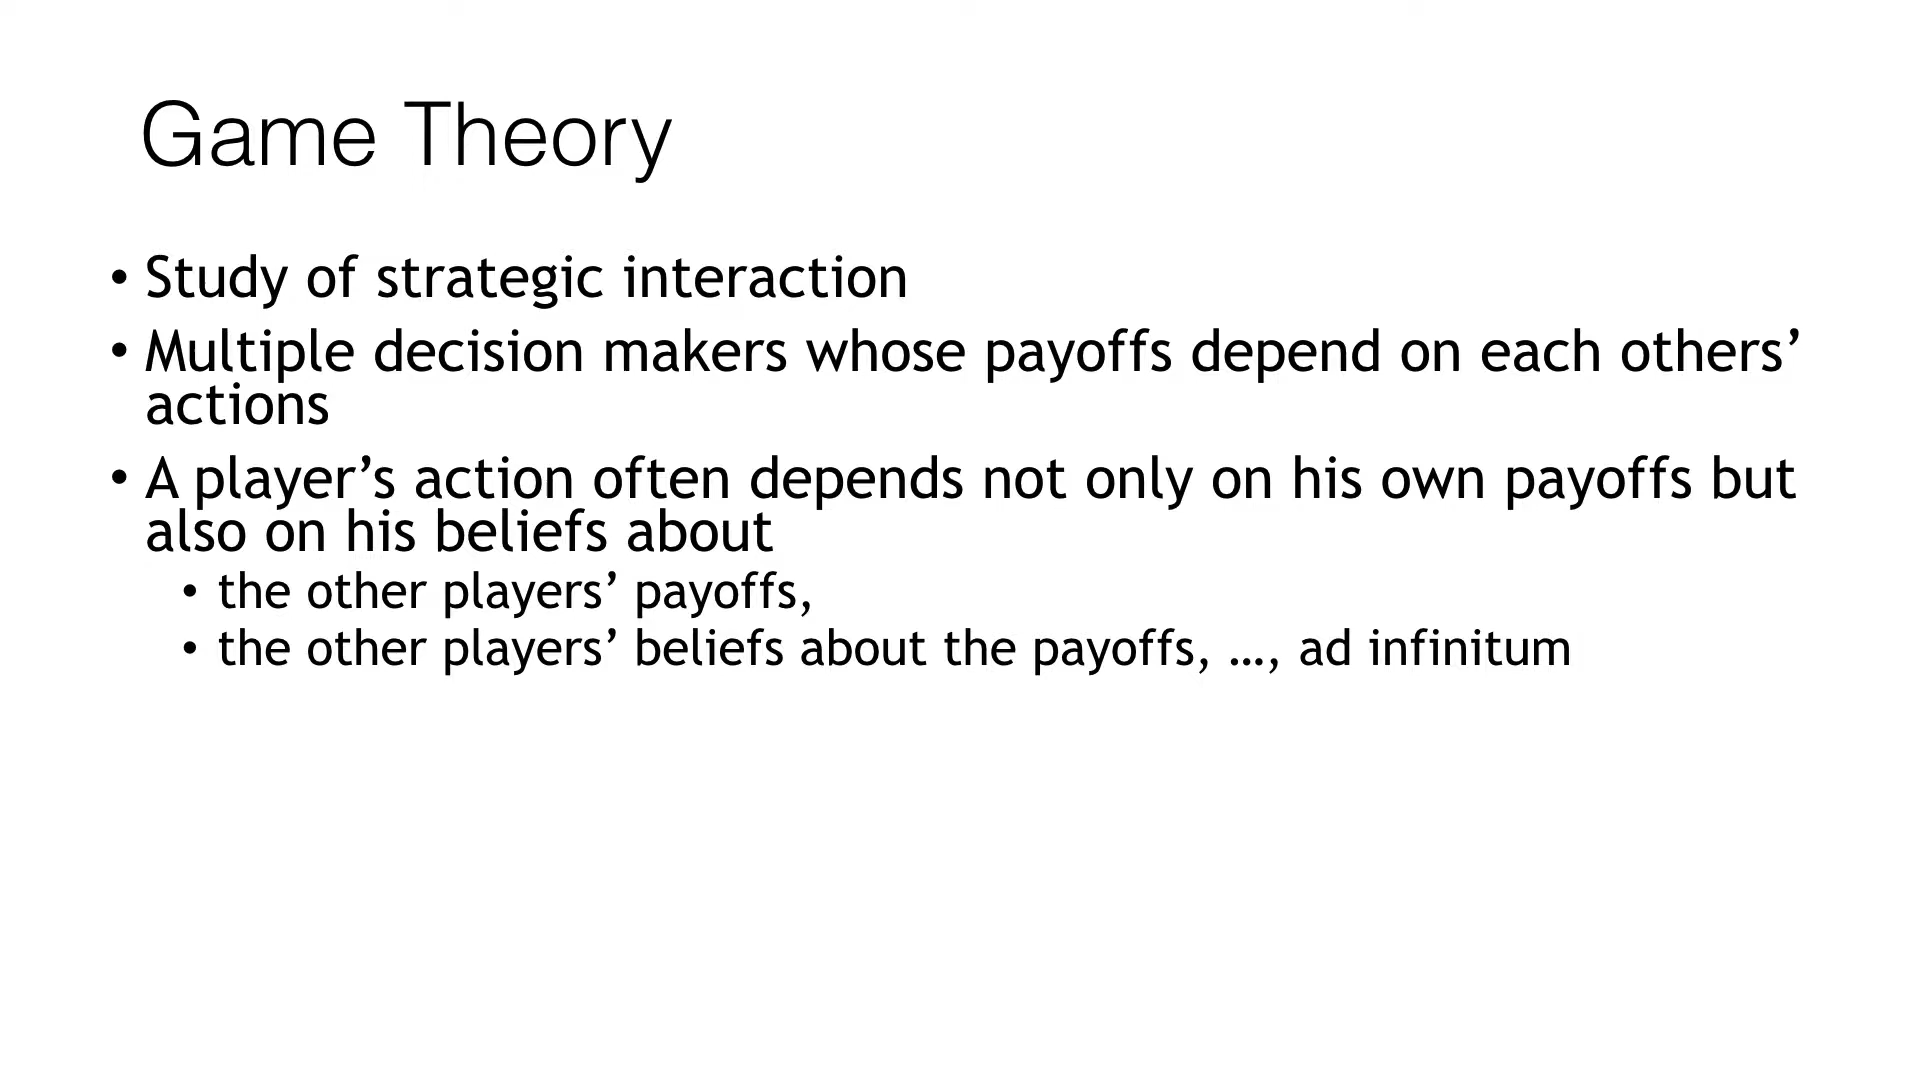 Game Theory
• Study of strategic interaction
• Multiple decision makers whose payoffs depend on each others’
actions
• A player’s action often depends not only on his own payoffs but
also on his beliefs about
• the other players’ payoffs,
• the other players’ beliefs about the payoffs, …, ad infinitum